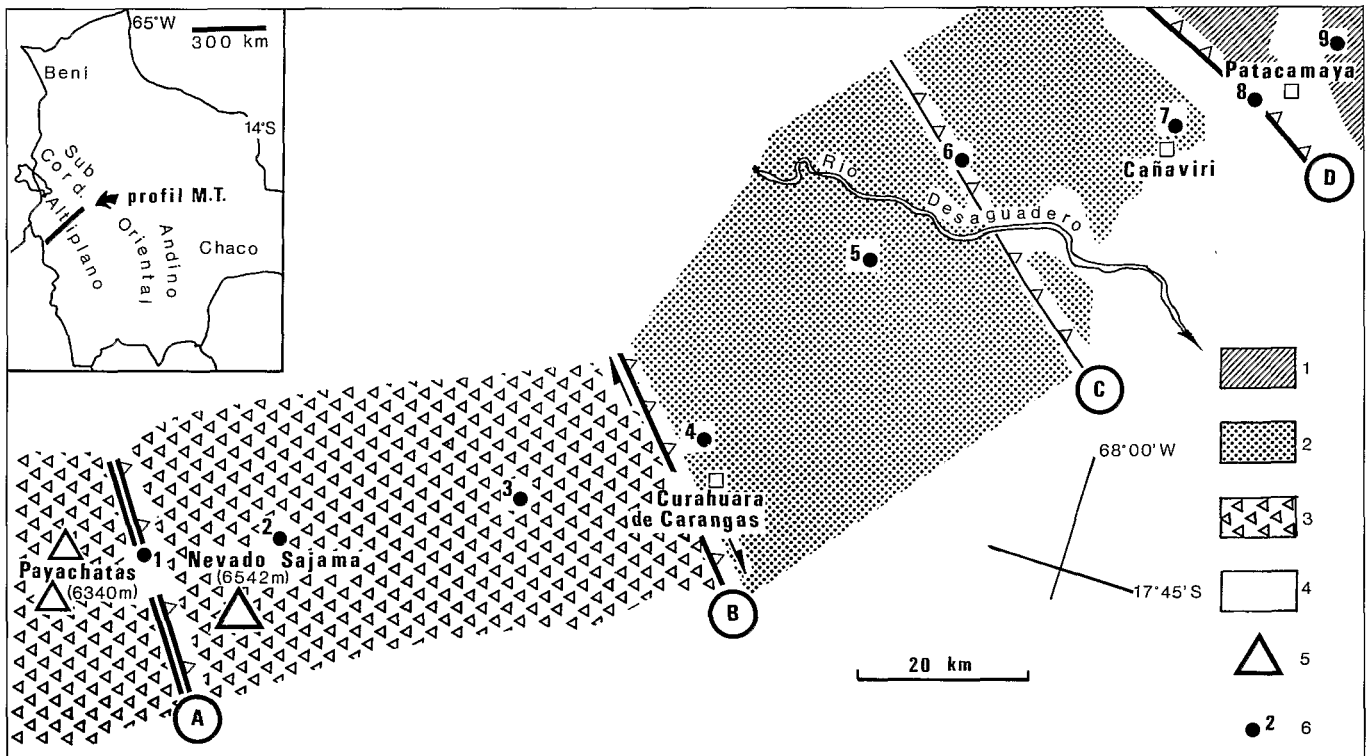 65°W
300 km
Beni
14°S
Sub
Cord.
Altiplano
profil M.T.
Oriental
Andino
Chaco
9
Patacamaya
8
7
Cañaviri
D
6
Río
Desaguadero
5
C
4
Curahuara
de Carangas
B
3
2
Nevado Sajama
(6542m)
1
Payachatas
(6340m)
A
68°00'W
17°45'S
20 km
1
2
3
4
5
2 6